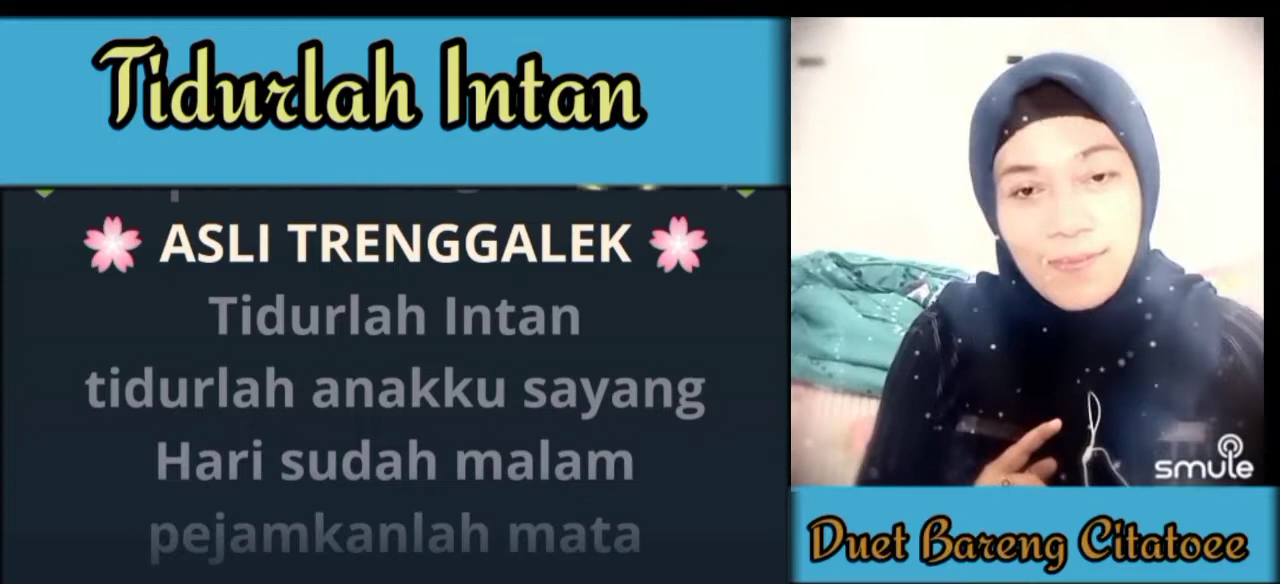 Tidurlah Intan
ASLI TRENGGALEK
Tidurlah Intan
tidurlah anakku sayang
Hari sudah malam
pejamkanlah mata
smule
Duet Bareng Citatoee